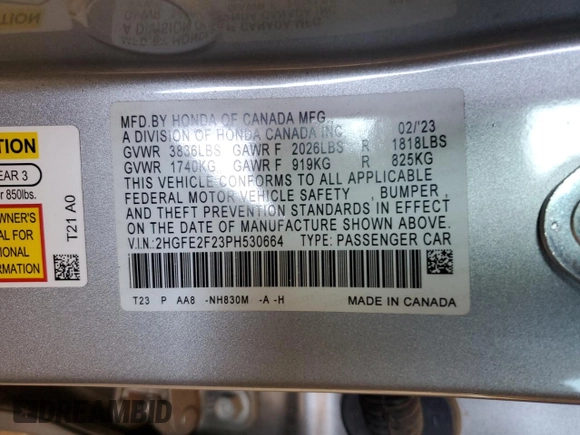 MFD. BY HONDA OF CANADA MFG.,
A DIVISION OF HONDA CANADA INC. 02/'23
GVWR 3836LBS GAWR F 2026LBS R 1818LBS
GVWR 1740KG GAWR F 919KG R 825KG
THIS VEHICLE CONFORMS TO ALL APPLICABLE
FEDERAL MOTOR VEHICLE SAFETY , BUMPER ,
AND THEFT PREVENTION STANDARDS IN EFFECT
ON THE DATE OF MANUFACTURE SHOWN ABOVE.
V.I.N: 2HGFE2F23PH530664 TYPE: PASSENGER CAR
T23 P AA8 -NH830M -A -H MADE IN CANADA
TION
EAR 3
r 850lbs.
WNER'S
AL FOR
ONAL
RMATION
T21 A0
DREAMBID